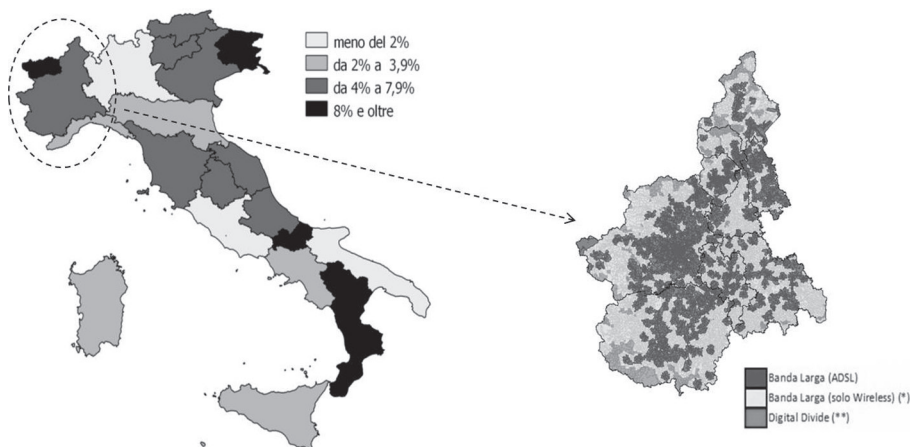 meno del 2%
da 2% a 3,9%
da 4% a 7,9%
8% e oltre
Banda Larga (ADSL)
Banda Larga (solo Wireless) (*)
Digital Divide (**)